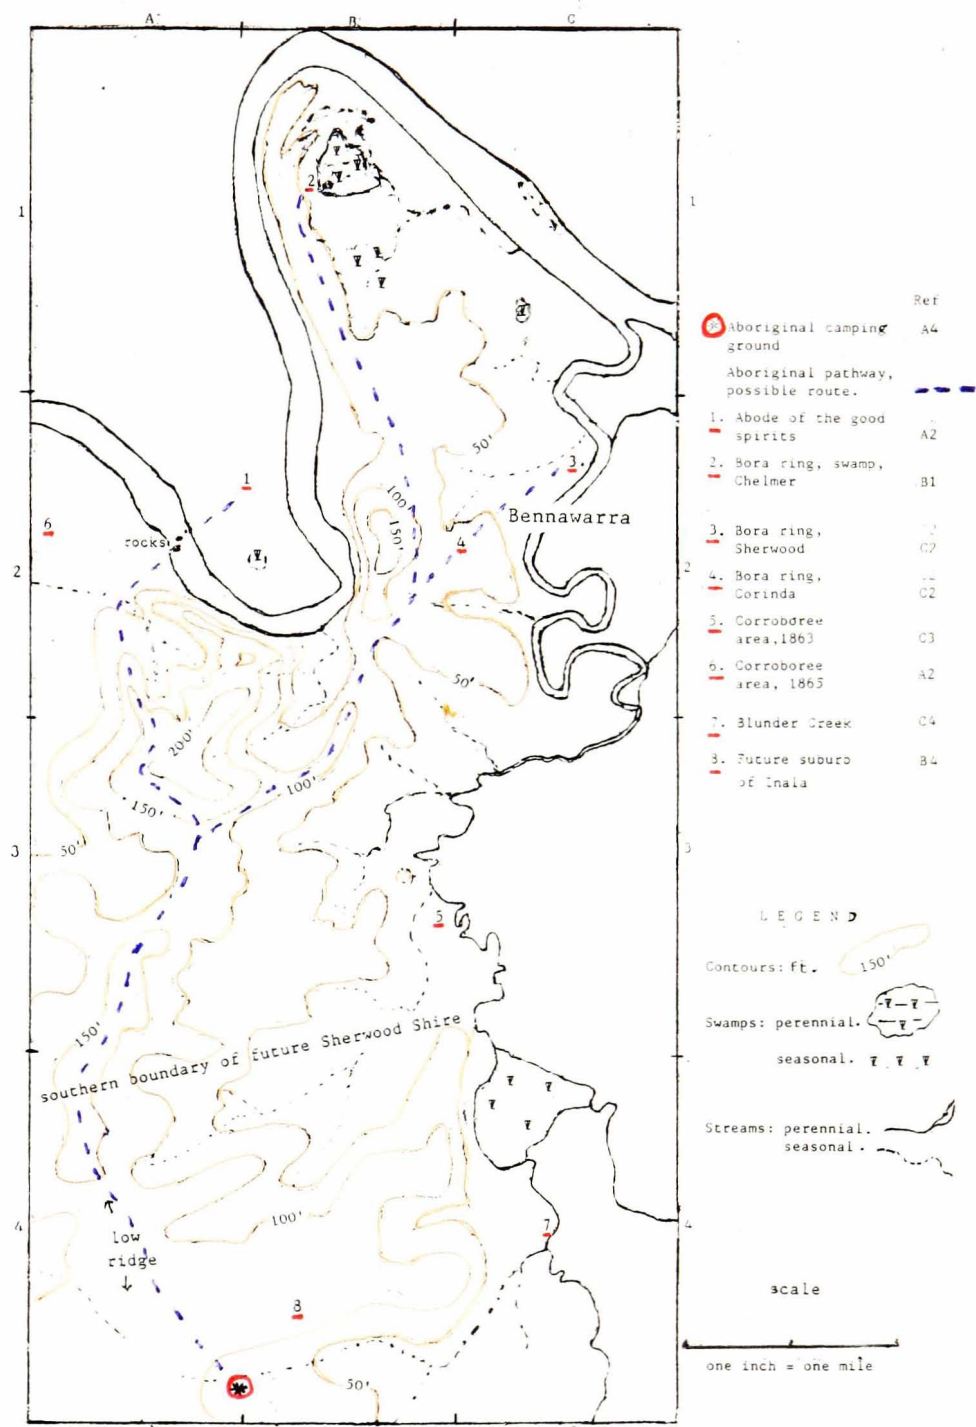 A B C
1
1
2
Ref
Aboriginal camping A4
ground
Aboriginal pathway,
possible route.
1. Abode of the good
spirits A2
2. Bora ring, swamp,
Chelmer B1
3. Bora ring,
Sherwood C2
4. Bora ring,
Corinda C2
5. Corroboree
area,1863 C3
6. Corroboree A2
area, 1865
7. Blunder Creek C4
8. Future suburb B4
of Inala
50'
3.
1
100'
150'
Bennawarra
6
rocks
4
2
2
50'
200'
100'
150'
50'
3
3
5
LEGEND
Contours: ft. 150'
Swamps: perennial.
seasonal.
Streams: perennial.
seasonal.
150'
southern boundary of future Sherwood Shire
100'
4
7
4
low
ridge
8
scale
one inch = one mile
50'